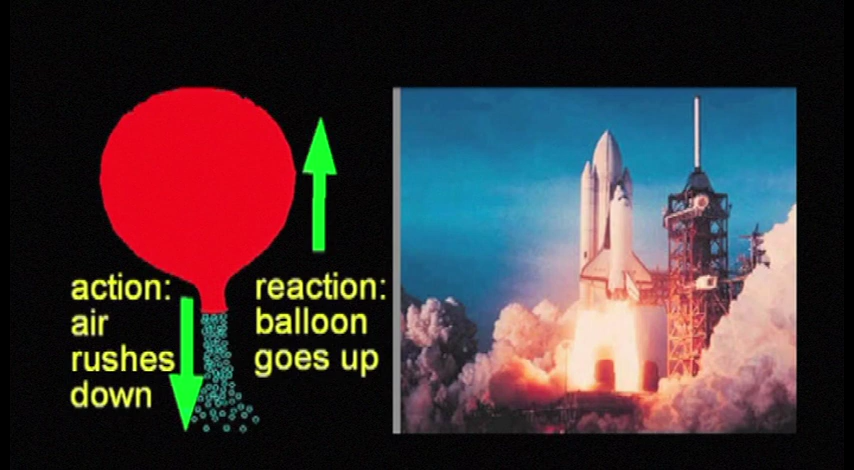 action:
air
rushes
down
reaction:
balloon
goes up